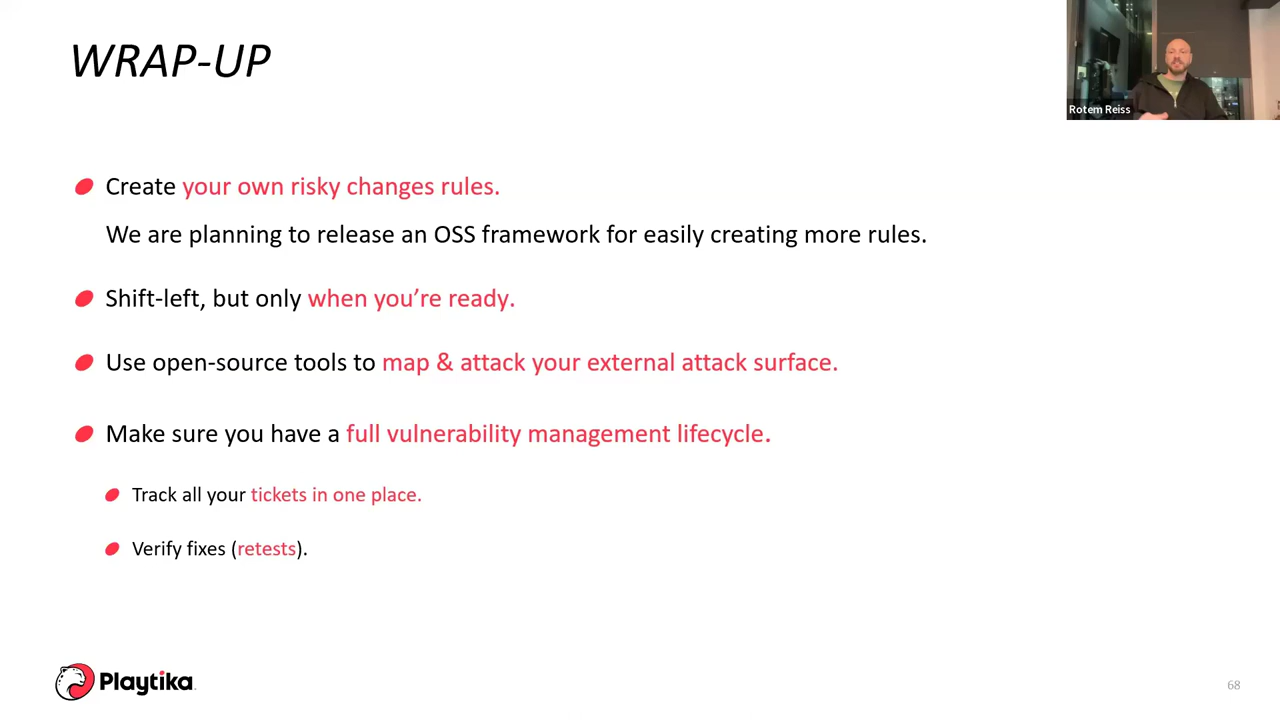 WRAP-UP
Rotem Reiss
Create your own risky changes rules.
We are planning to release an OSS framework for easily creating more rules.
Shift-left, but only when you’re ready.
Use open-source tools to map & attack your external attack surface.
Make sure you have a full vulnerability management lifecycle.
Track all your tickets in one place.
Verify fixes (retests).
Playtika
68